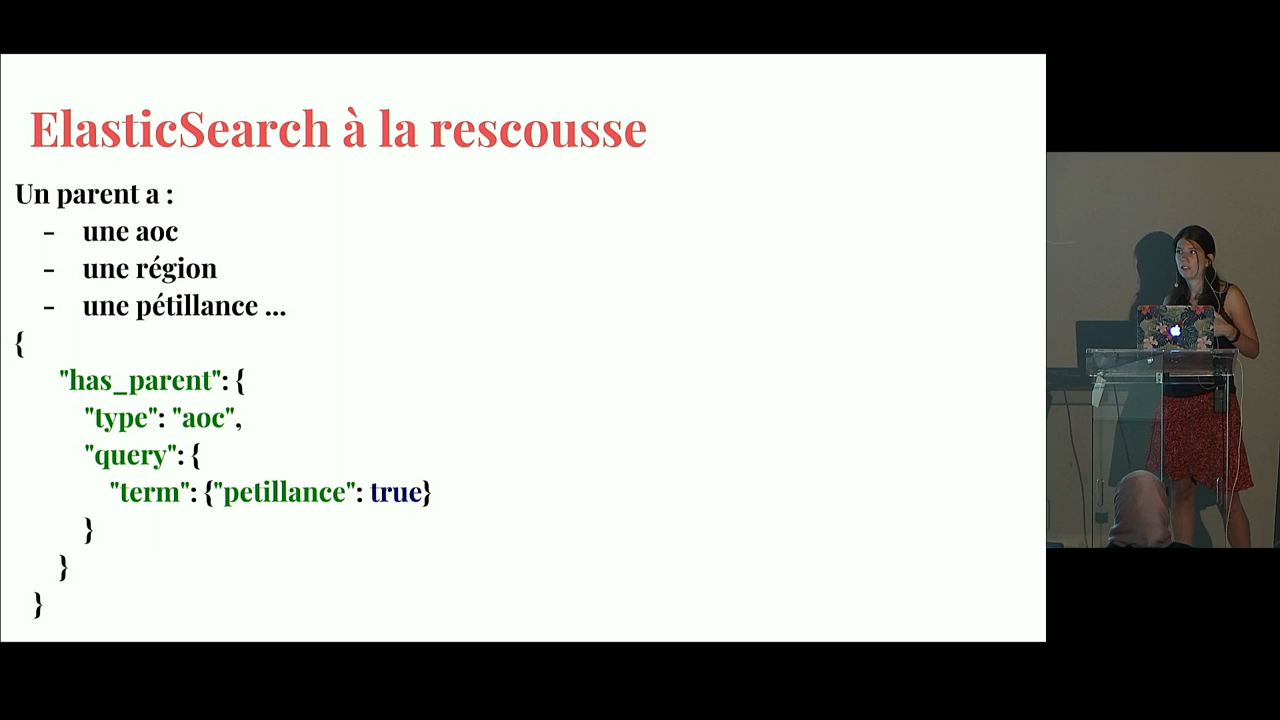 ElasticSearch à la rescousse
Un parent a :
- une aoc
- une région
- une pétillance ...
{
"has_parent": {
"type": "aoc",
"query": {
"term": {"petillance": true}
}
}
}